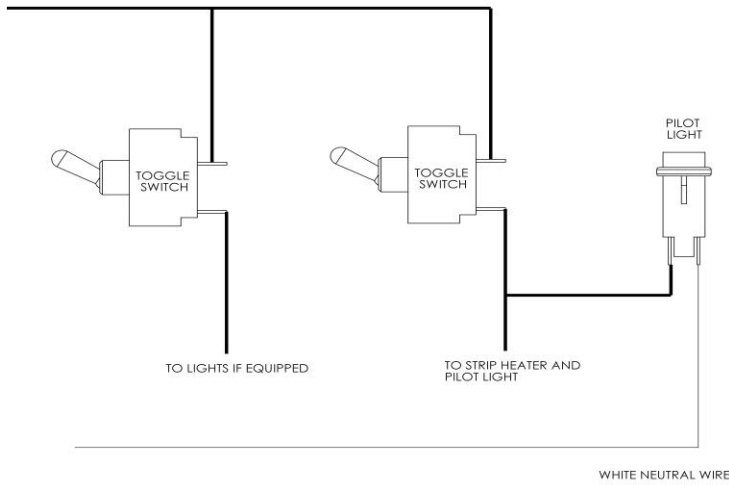 PILOT
LIGHT
TOGGLE
SWITCH
TOGGLE
SWITCH
TO LIGHTS IF EQUIPPED
TO STRIP HEATER AND
PILOT LIGHT
WHITE NEUTRAL WIRE